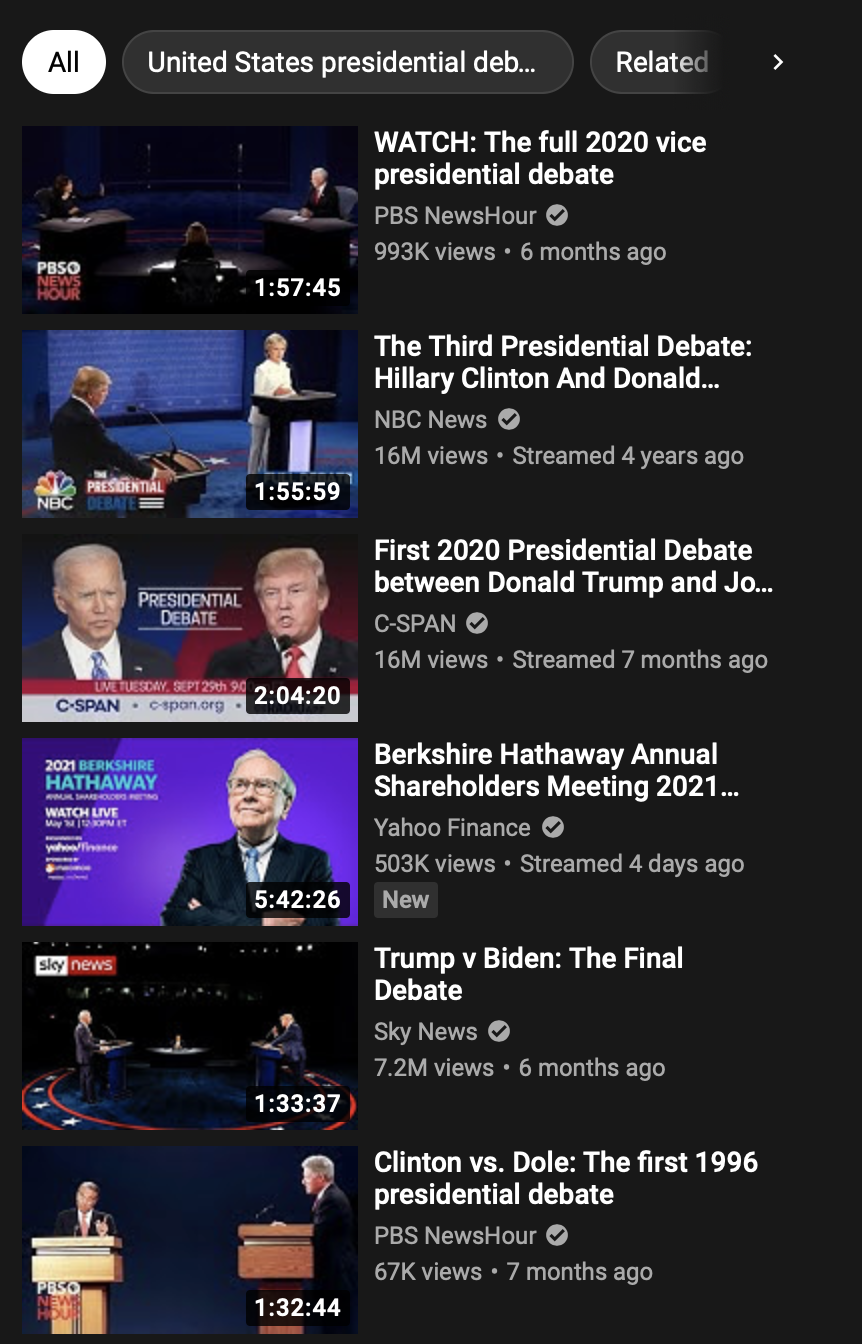 All
United States presidential deb...
Related
WATCH: The full 2020 vice
presidential debate
PBS NewsHour
993K views • 6 months ago
PBS
NEWS
HOUR
1:57:45
The Third Presidential Debate:
Hillary Clinton And Donald...
NBC News
16M views • Streamed 4 years ago
NBC
THE
PRESIDENTIAL
DEBATE
1:55:59
First 2020 Presidential Debate
between Donald Trump and Jo...
C-SPAN
16M views • Streamed 7 months ago
PRESIDENTIAL
DEBATE
LIVE TUESDAY, SEPT 29th 9:0
C-SPAN • c-span.org •
2:04:20
Berkshire Hathaway Annual
Shareholders Meeting 2021...
Yahoo Finance
503K views • Streamed 4 days ago
New
2021 BERKSHIRE
HATHAWAY
ANNUAL SHAREHOLDERS MEETING
WATCH LIVE
May 1st | 12:30PM ET
yahoo/finance
5:42:26
Trump v Biden: The Final
Debate
Sky News
7.2M views • 6 months ago
sky news
1:33:37
Clinton vs. Dole: The first 1996
presidential debate
PBS NewsHour
67K views • 7 months ago
PBS
NEWS
HOUR
1:32:44